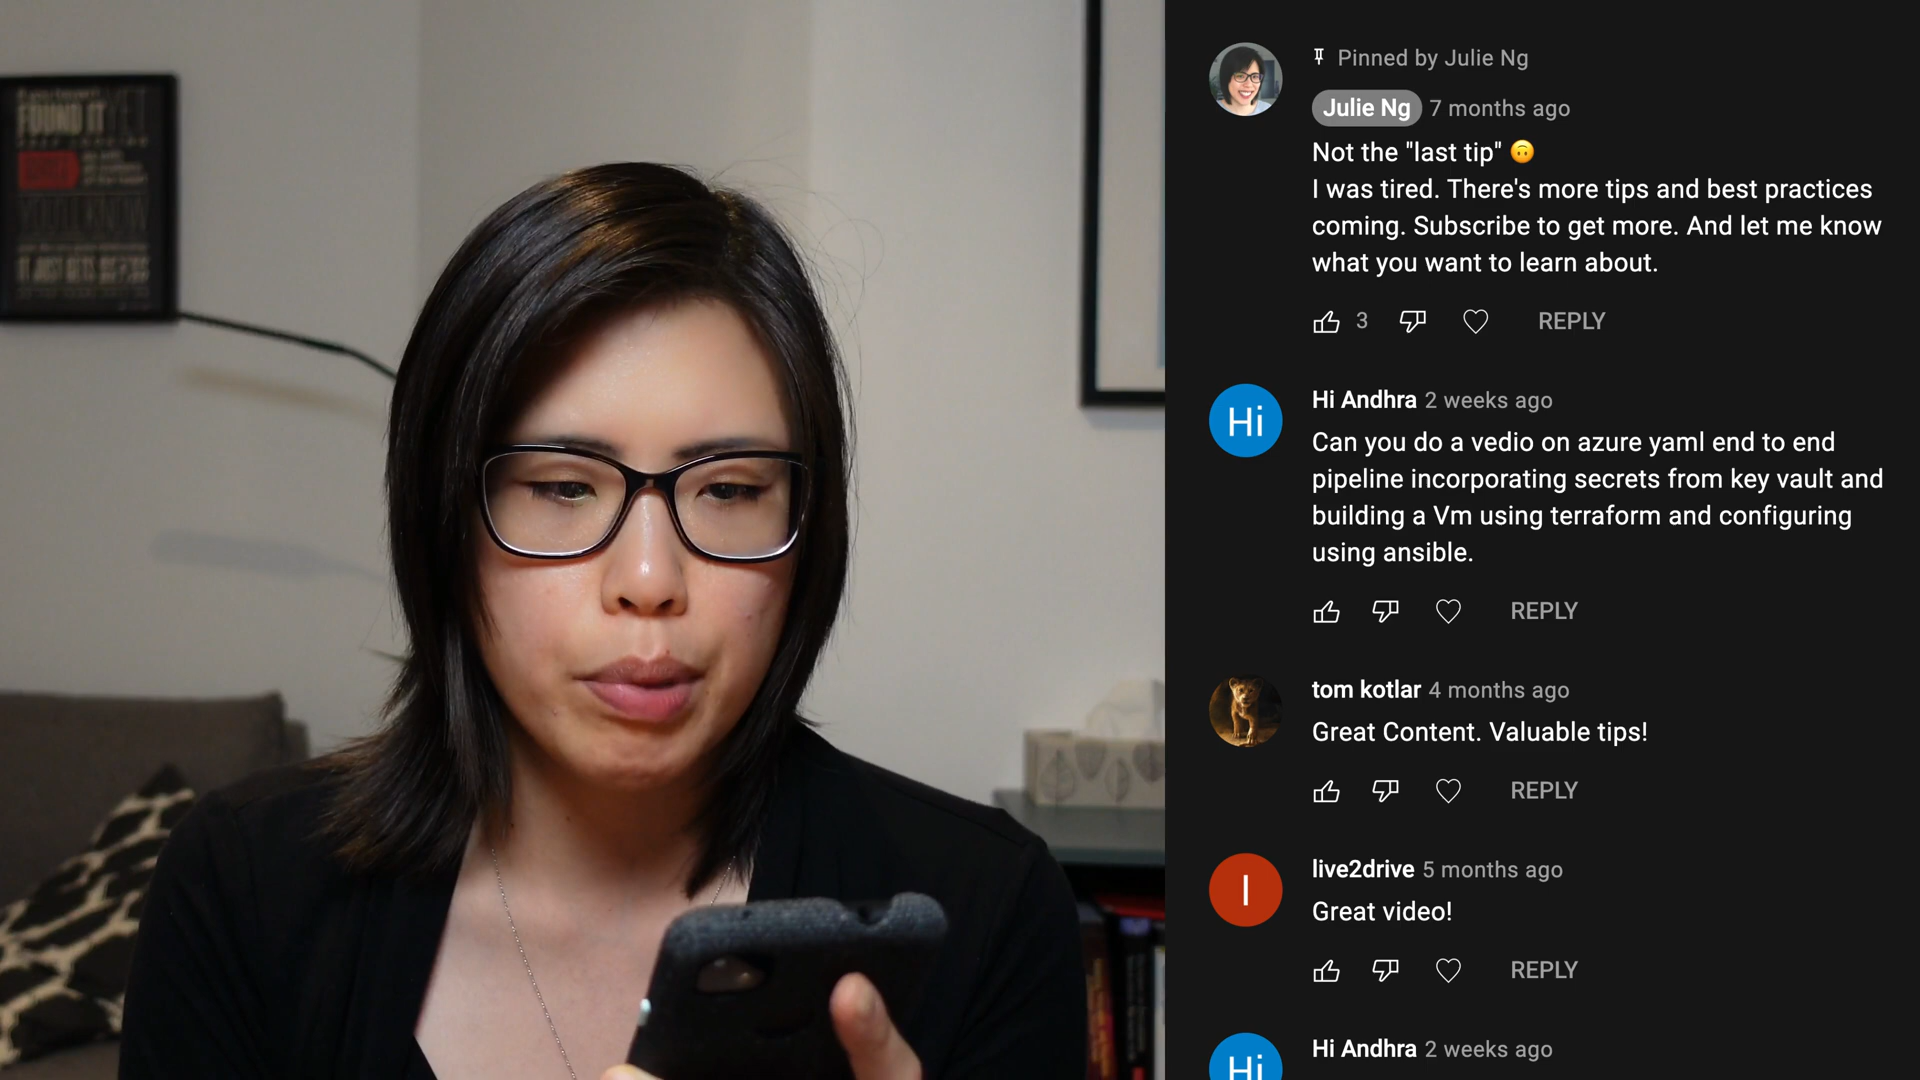 FOUND IT YET
Pinned by Julie Ng
Julie Ng 7 months ago
Not the "last tip" 🙃
I was tired. There's more tips and best practices
coming. Subscribe to get more. And let me know
what you want to learn about.
3 REPLY
Hi
Hi Andhra 2 weeks ago
Can you do a vedio on azure yaml end to end
pipeline incorporating secrets from key vault and
building a Vm using terraform and configuring
using ansible.
REPLY
tom kotlar 4 months ago
Great Content. Valuable tips!
REPLY
l
live2drive 5 months ago
Great video!
REPLY
Hi
Hi Andhra 2 weeks ago